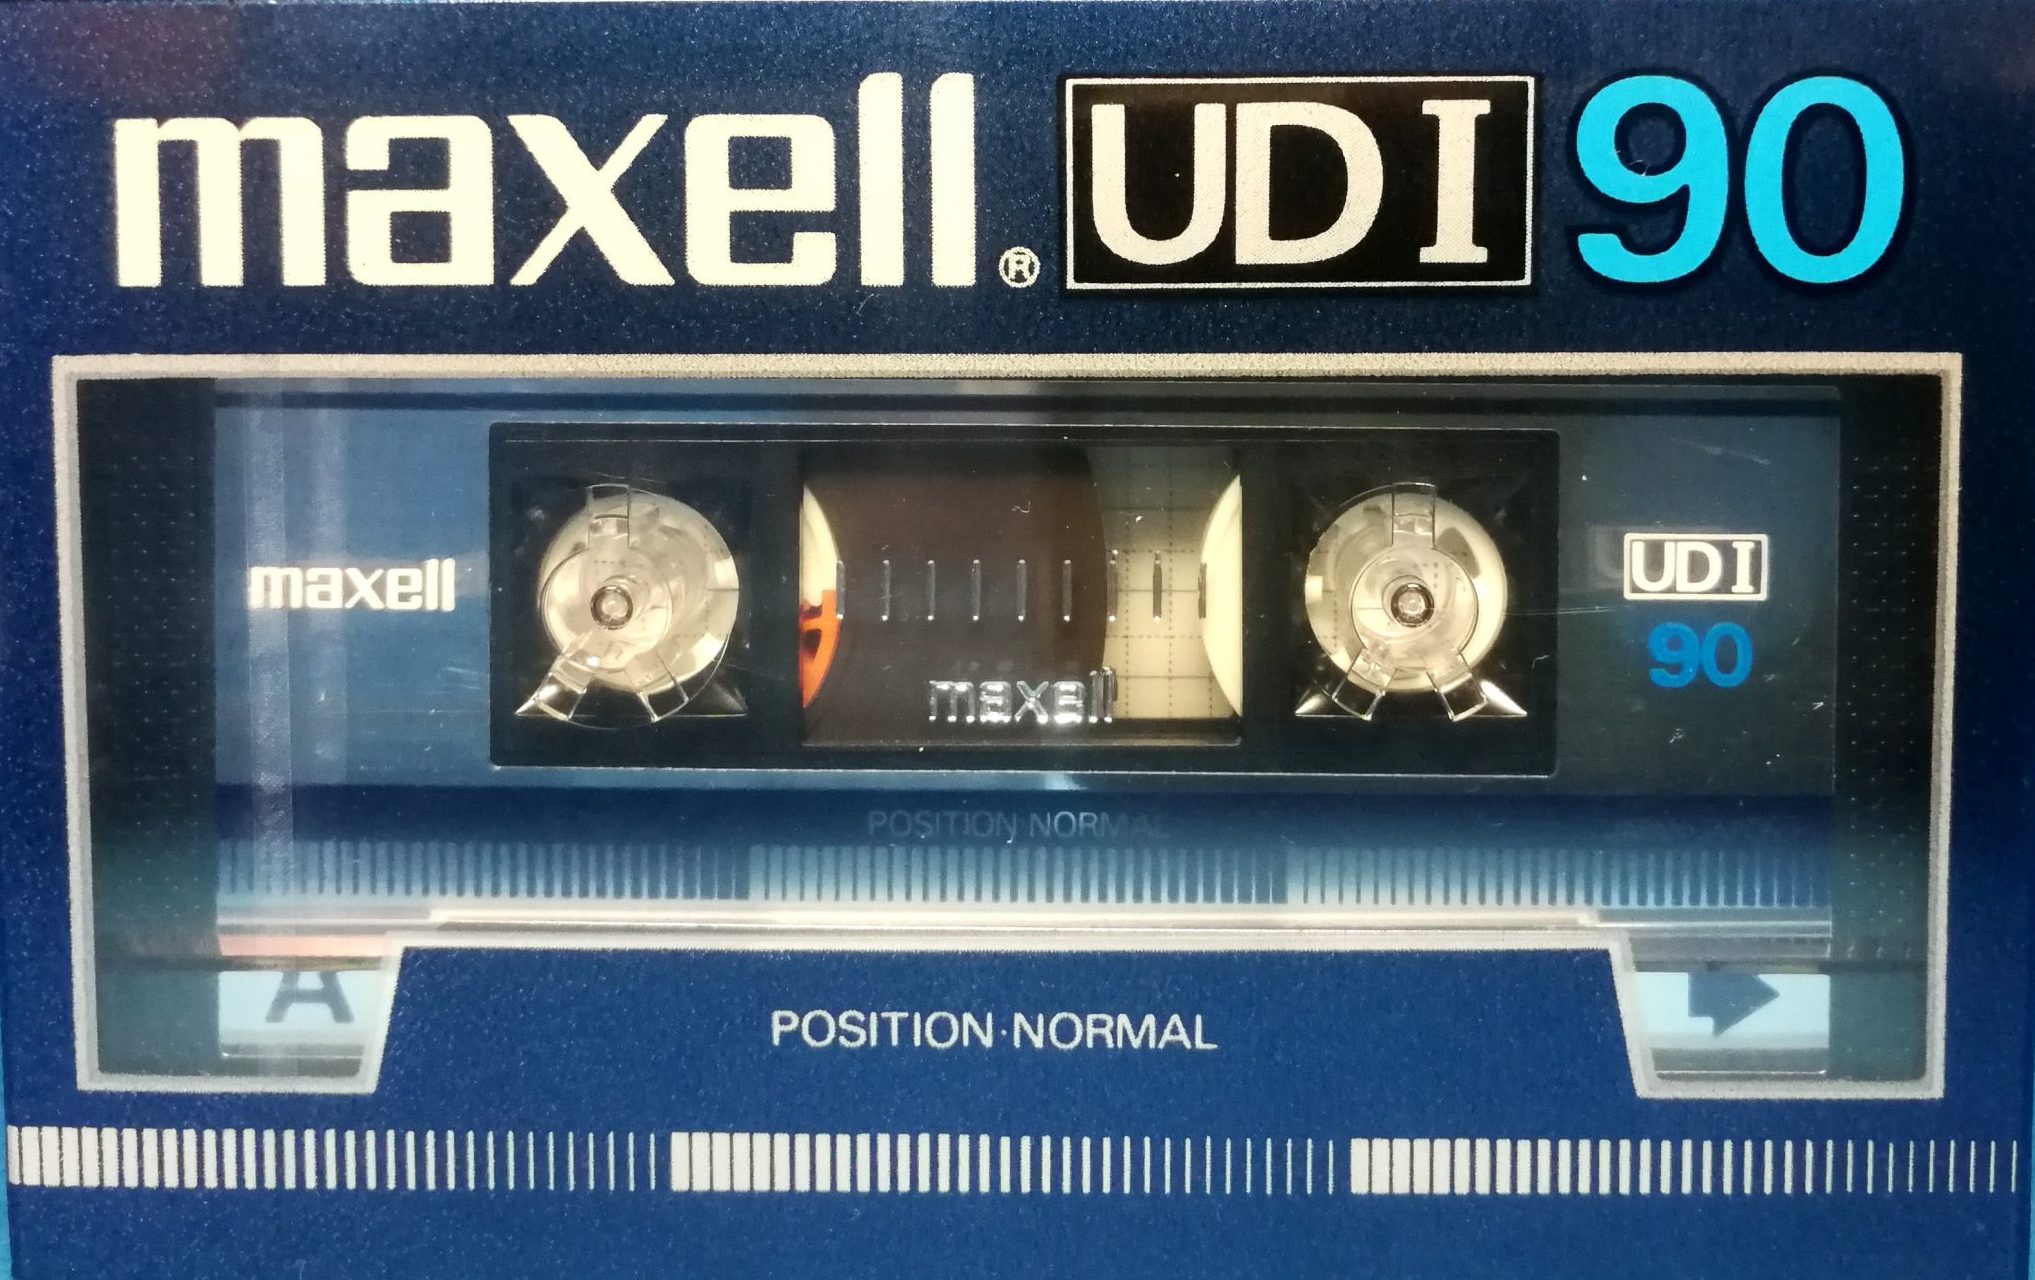 maxell® UD I 90
maxell
UD I
90
maxell
POSITION NORMAL
A
POSITION·NORMAL